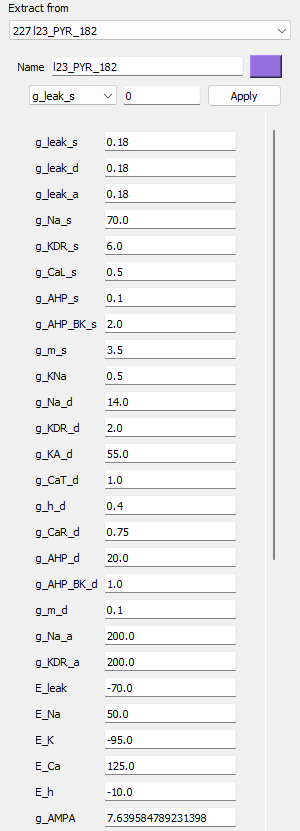 Extract from
227 l23_PYR_182
Name l23_PYR_182
g_leak_s 0 Apply
g_leak_s 0.18
g_leak_d 0.18
g_leak_a 0.18
g_Na_s 70.0
g_KDR_s 6.0
g_CaL_s 0.5
g_AHP_s 0.1
g_AHP_BK_s 2.0
g_m_s 3.5
g_KNa 0.5
g_Na_d 14.0
g_KDR_d 2.0
g_KA_d 55.0
g_CaT_d 1.0
g_h_d 0.4
g_CaR_d 0.75
g_AHP_d 20.0
g_AHP_BK_d 1.0
g_m_d 0.1
g_Na_a 200.0
g_KDR_a 200.0
E_leak -70.0
E_Na 50.0
E_K -95.0
E_Ca 125.0
E_h -10.0
g_AMPA 7.639584789231398